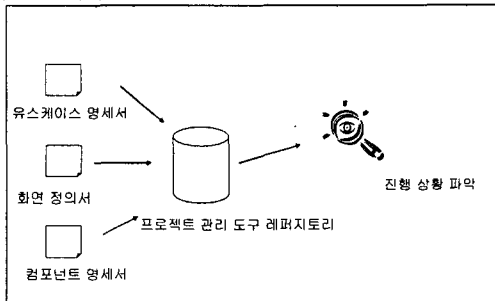 유스케이스 명세서
화면 정의서
컴포넌트 명세서
프로젝트 관리 도구 레퍼지토리
진행 상황 파악